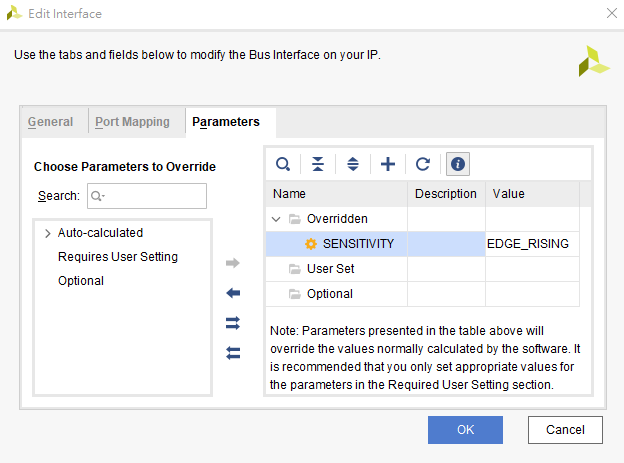 Edit Interface
Use the tabs and fields below to modify the Bus Interface on your IP.
General
Port Mapping
Parameters
Choose Parameters to Override
Search:
Auto-calculated
Requires User Setting
Optional
Name Description Value
Overridden
SENSITIVITY EDGE_RISING
User Set
Optional
Note: Parameters presented in the table above will
override the values normally calculated by the software. It
is recommended that you only set appropriate values for
the parameters in the Required User Setting section.
OK
Cancel